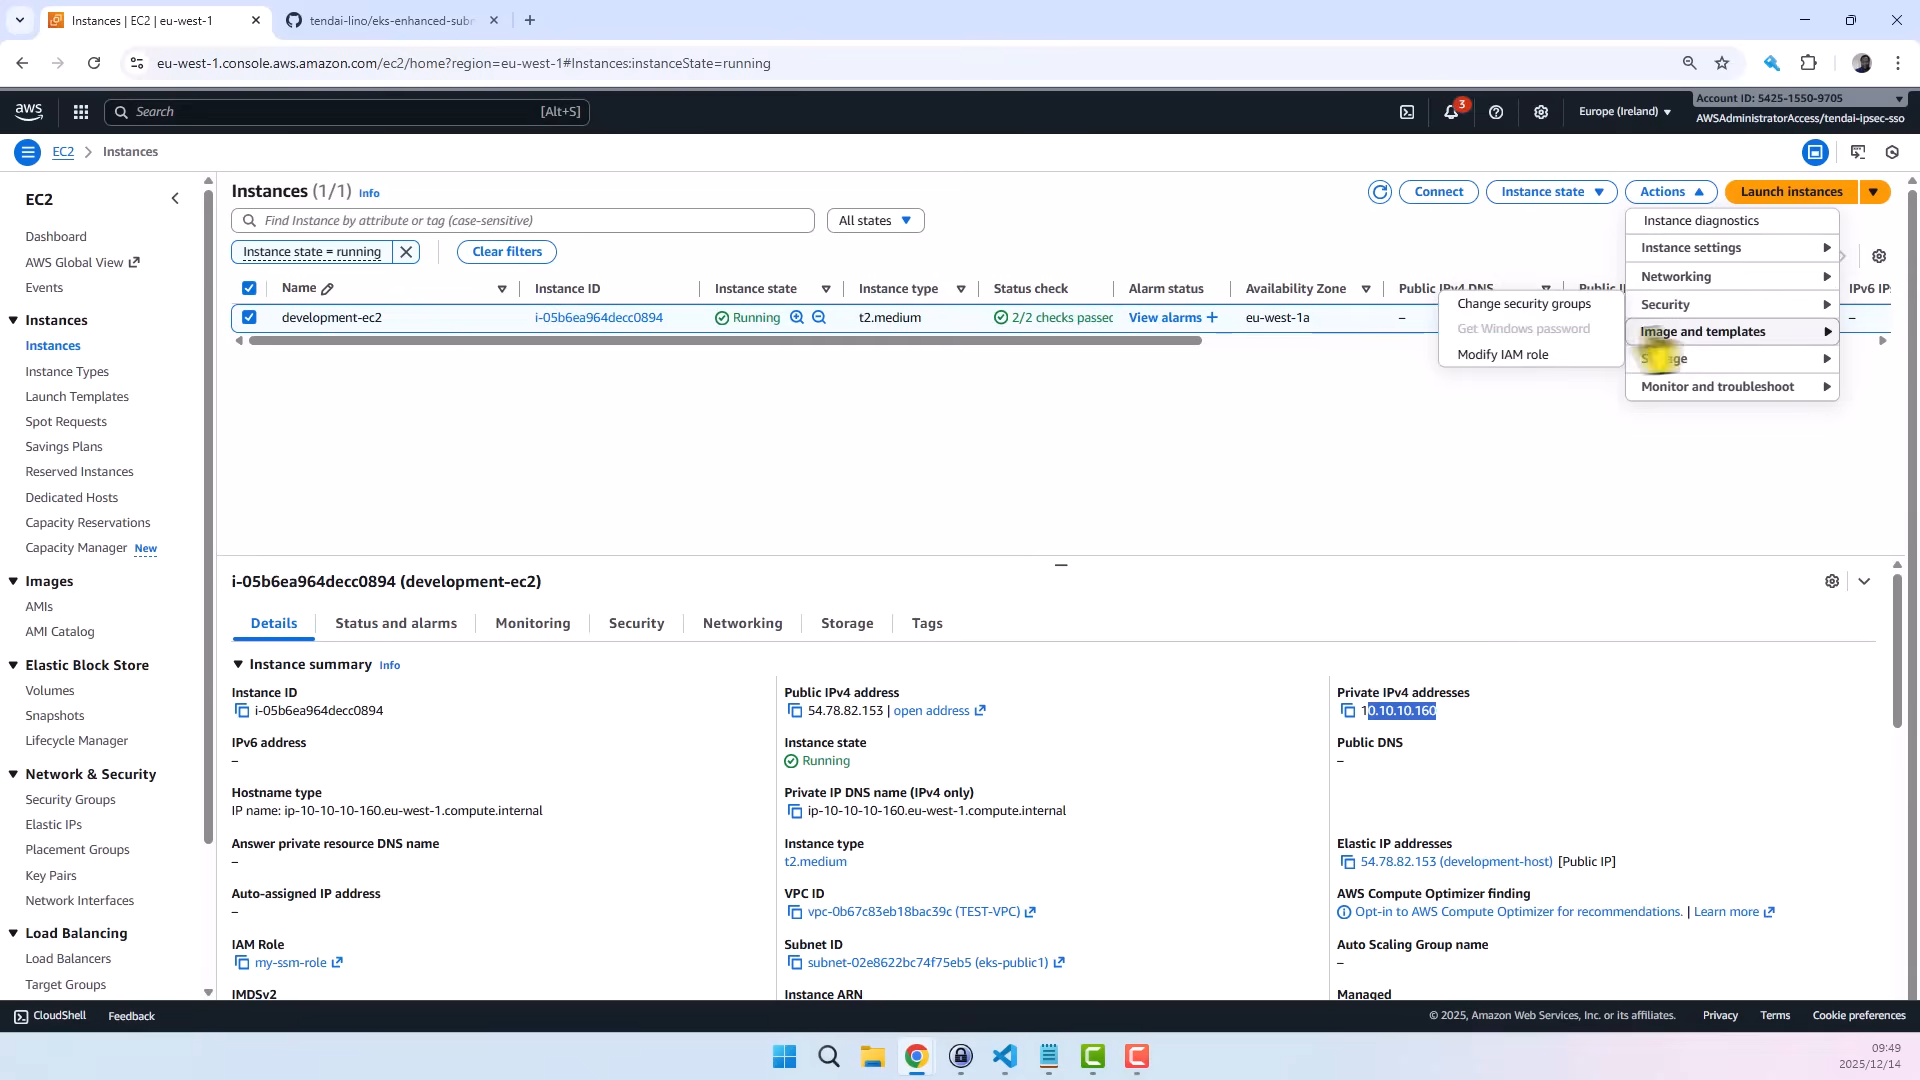 Instances | EC2 | eu-west-1
tendai-lino/eks-enhanced-subn
eu-west-1.console.aws.amazon.com/ec2/home?region=eu-west-1#Instances:instanceState=running
aws
Search
[Alt+S]
3
Europe (Ireland)
Account ID: 5425-1550-9705
AWSAdministratorAccess/tendai-ipsec-sso
EC2
Instances
EC2
Dashboard
AWS Global View
Events
Instances
Instances
Instance Types
Launch Templates
Spot Requests
Savings Plans
Reserved Instances
Dedicated Hosts
Capacity Reservations
Capacity Manager New
Images
AMIs
AMI Catalog
Elastic Block Store
Volumes
Snapshots
Lifecycle Manager
Network & Security
Security Groups
Elastic IPs
Placement Groups
Key Pairs
Network Interfaces
Load Balancing
Load Balancers
Target Groups
Instances (1/1) Info
Connect
Instance state
Actions
Launch instances
Find Instance by attribute or tag (case-sensitive)
All states
Instance state = running
Clear filters
Instance diagnostics
Instance settings
Networking
Security
Image and templates
Monitor and troubleshoot
Change security groups
Get Windows password
Modify IAM role
Name
Instance ID
Instance state
Instance type
Status check
Alarm status
Availability Zone
Public IPv4 DNS
Public I
IPv6 IP
development-ec2
i-05b6ea964decc0894
Running
t2.medium
2/2 checks passed
View alarms +
eu-west-1a
–
–
i-05b6ea964decc0894 (development-ec2)
Details
Status and alarms
Monitoring
Security
Networking
Storage
Tags
Instance summary Info
Instance ID
i-05b6ea964decc0894
Public IPv4 address
54.78.82.153 | open address
Private IPv4 addresses
10.10.10.160
IPv6 address
–
Instance state
Running
Public DNS
–
Hostname type
IP name: ip-10-10-10-160.eu-west-1.compute.internal
Private IP DNS name (IPv4 only)
ip-10-10-10-160.eu-west-1.compute.internal
Answer private resource DNS name
–
Instance type
t2.medium
Elastic IP addresses
54.78.82.153 (development-host) [Public IP]
Auto-assigned IP address
–
VPC ID
vpc-0b67c83eb18bac39c (TEST-VPC)
AWS Compute Optimizer finding
Opt-in to AWS Compute Optimizer for recommendations. | Learn more
IAM Role
my-ssm-role
Subnet ID
subnet-02e8622bc74f75eb5 (eks-public1)
Auto Scaling Group name
–
IMDSv2
Instance ARN
Managed
CloudShell
Feedback
© 2025, Amazon Web Services, Inc. or its affiliates.
Privacy
Terms
Cookie preferences
09:49
2025/12/14